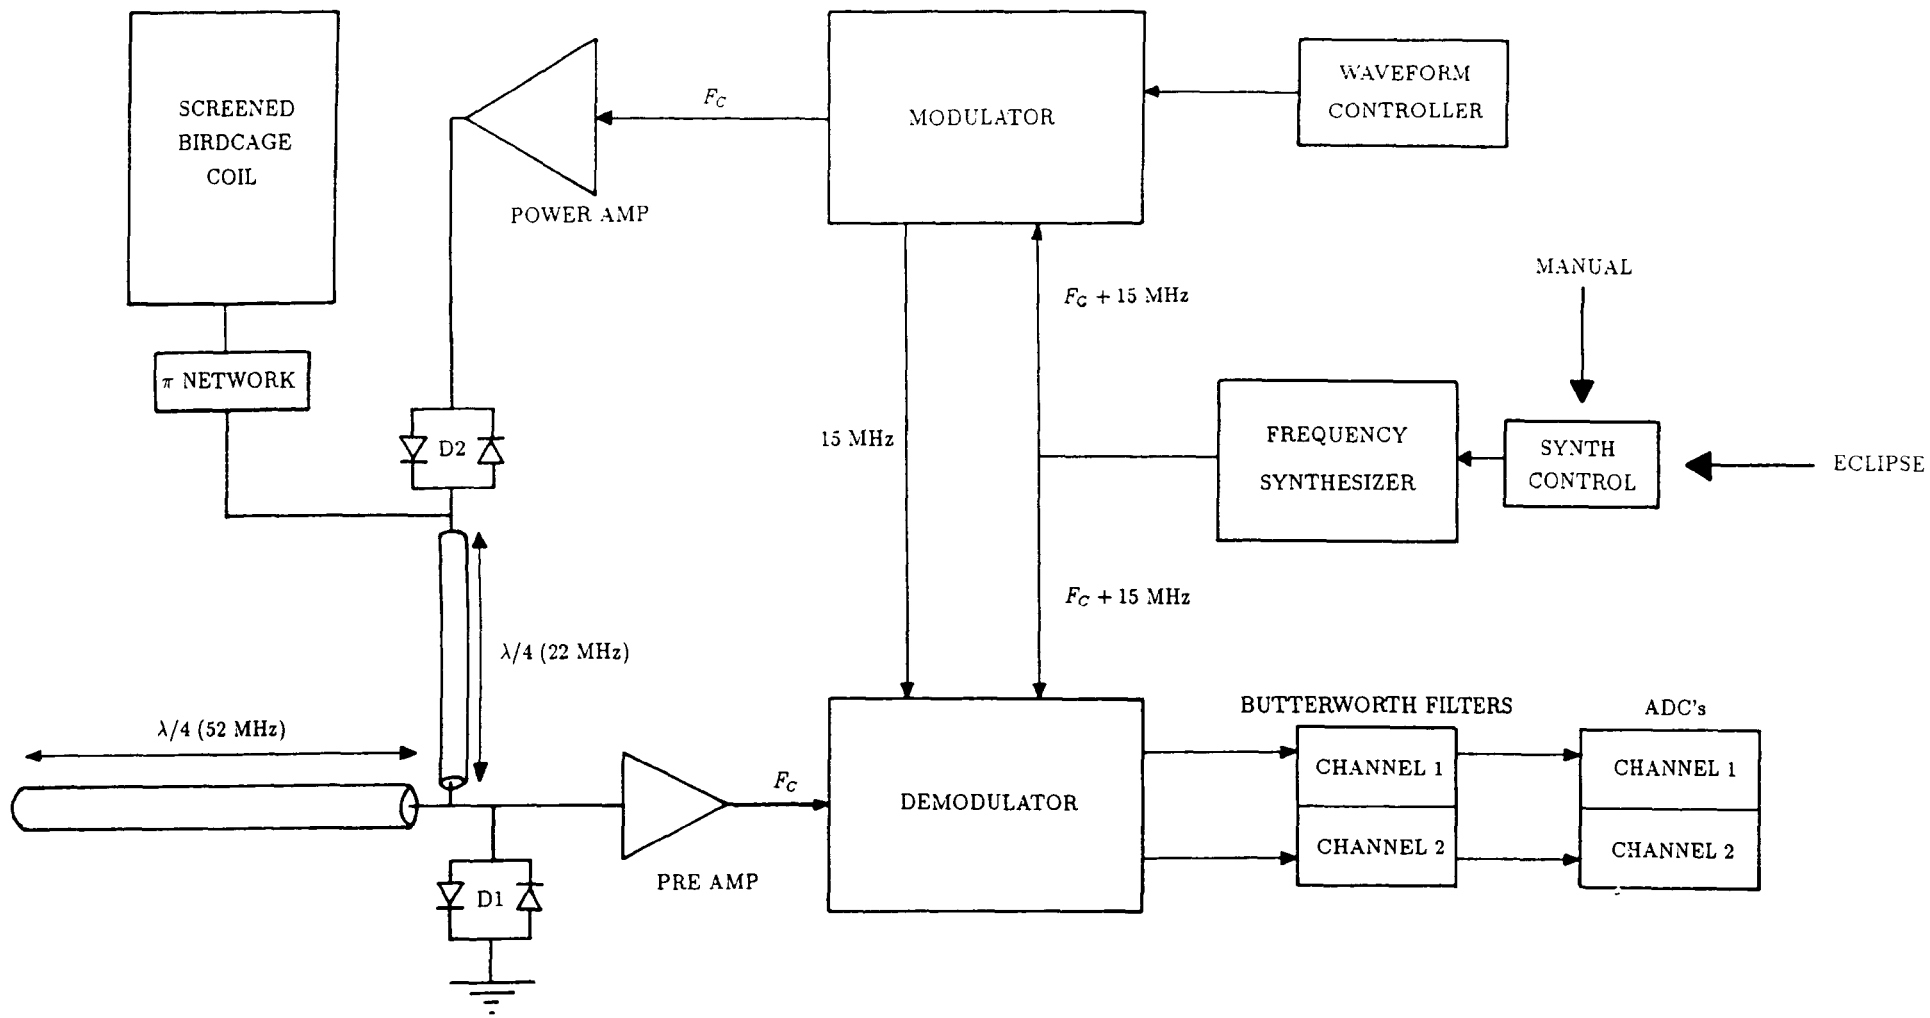 SCREENED
BIRDCAGE
COIL
π NETWORK
POWER AMP
F_C
MODULATOR
WAVEFORM
CONTROLLER
D2
15 MHz
F_C + 15 MHz
MANUAL
FREQUENCY
SYNTHESIZER
SYNTH
CONTROL
ECLIPSE
F_C + 15 MHz
λ/4 (22 MHz)
λ/4 (52 MHz)
D1
PRE AMP
F_C
DEMODULATOR
BUTTERWORTH FILTERS
CHANNEL 1
CHANNEL 2
ADC's
CHANNEL 1
CHANNEL 2